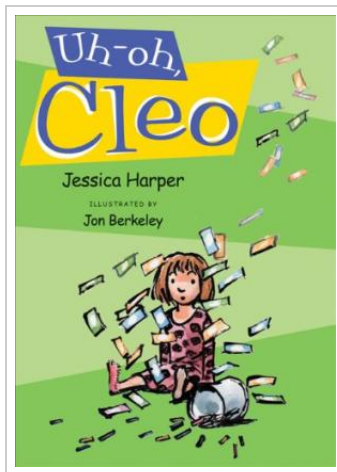 Uh-oh,
Cleo
Jessica Harper
ILLUSTRATED BY
Jon Berkeley